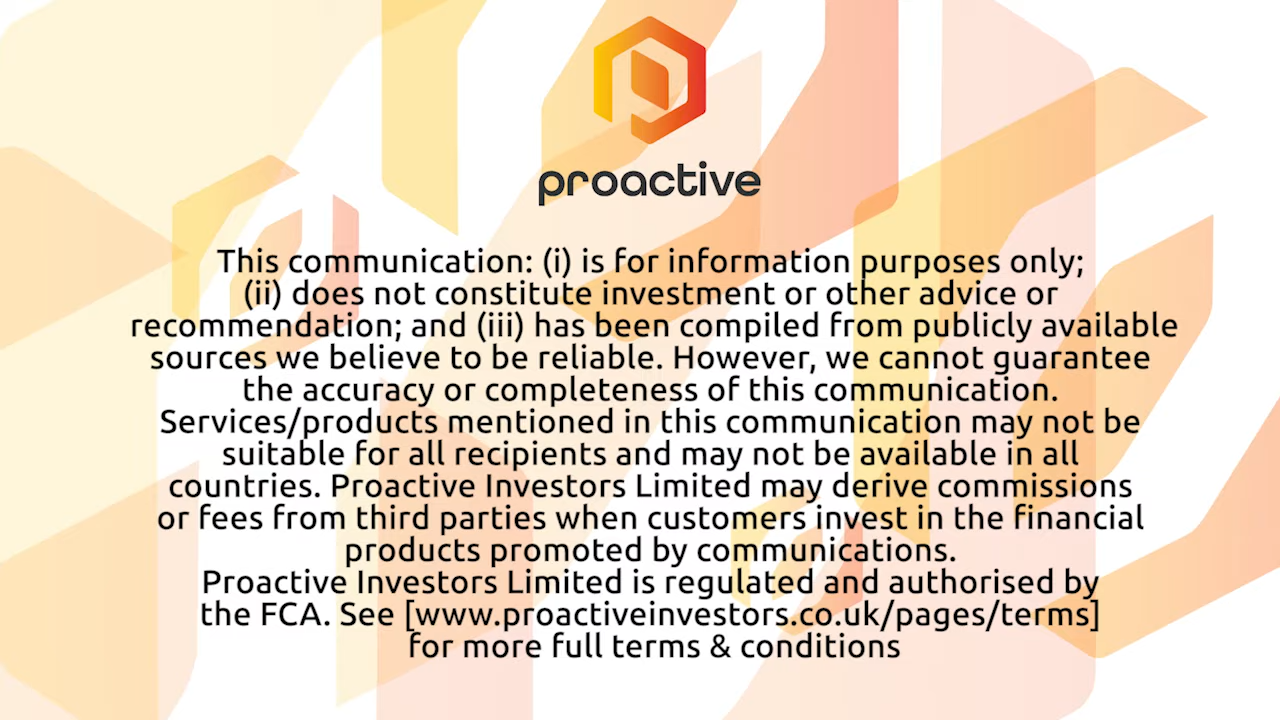 proactive
This communication: (i) is for information purposes only;
(ii) does not constitute investment or other advice or
recommendation; and (iii) has been compiled from publicly available
sources we believe to be reliable. However, we cannot guarantee
the accuracy or completeness of this communication.
Services/products mentioned in this communication may not be
suitable for all recipients and may not be available in all
countries. Proactive Investors Limited may derive commissions
or fees from third parties when customers invest in the financial
products promoted by communications.
Proactive Investors Limited is regulated and authorised by
the FCA. See [www.proactiveinvestors.co.uk/pages/terms]
for more full terms & conditions